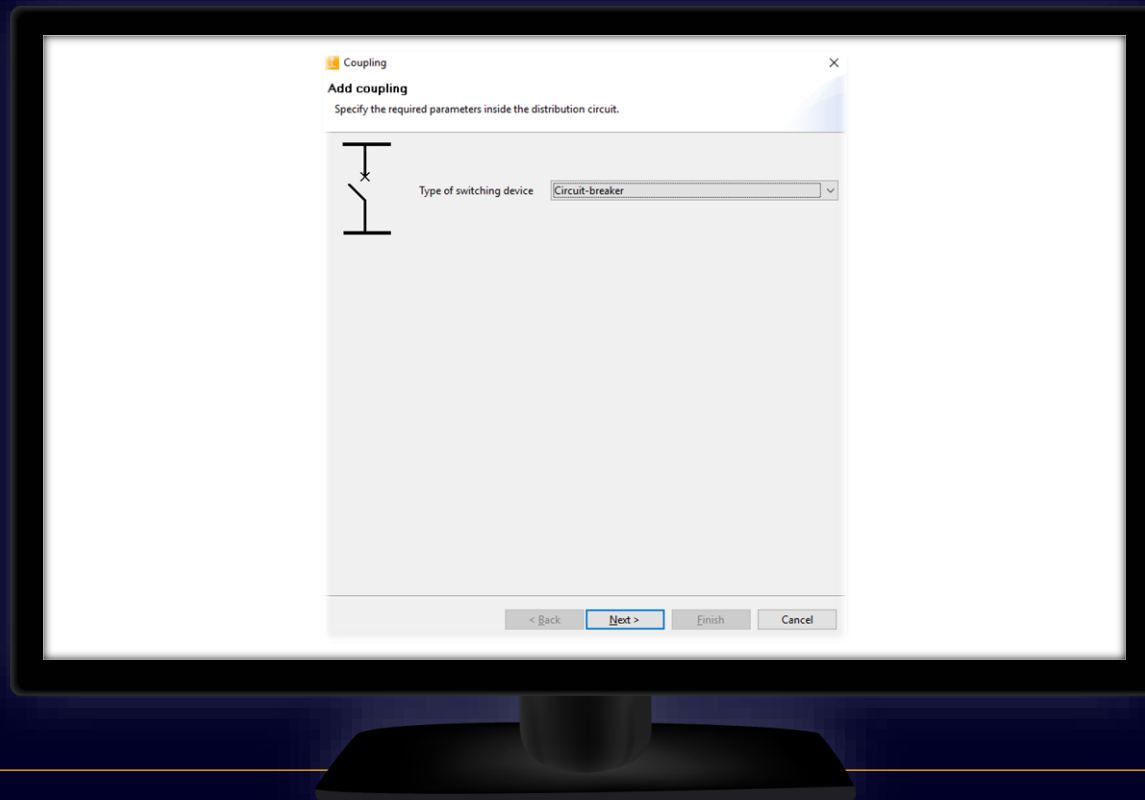 Coupling
Add coupling
Specify the required parameters inside the distribution circuit.
Type of switching device
Circuit-breaker
< Back
Next >
Finish
Cancel